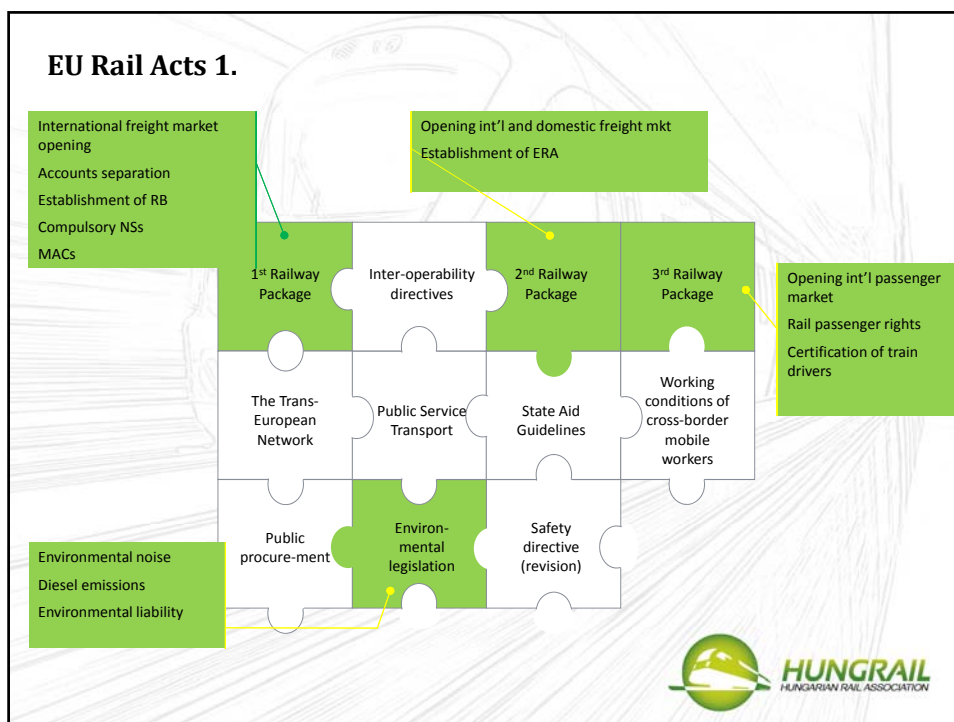 EU Rail Acts 1.
International freight market
opening
Accounts separation
Establishment of RB
Compulsory NSs
MACs
Opening int'l and domestic freight mkt
Establishment of ERA
1st Railway
Package
Inter-operability
directives
2nd Railway
Package
3rd Railway
Package
Opening int'l passenger
market
Rail passenger rights
Certification of train
drivers
The Trans-
European
Network
Public Service
Transport
State Aid
Guidelines
Working
conditions of
cross-border
mobile
workers
Public
procure-ment
Environ-
mental
legislation
Safety
directive
(revision)
Environmental noise
Diesel emissions
Environmental liability
HUNGRAIL
HUNGARIAN RAIL ASSOCIATION